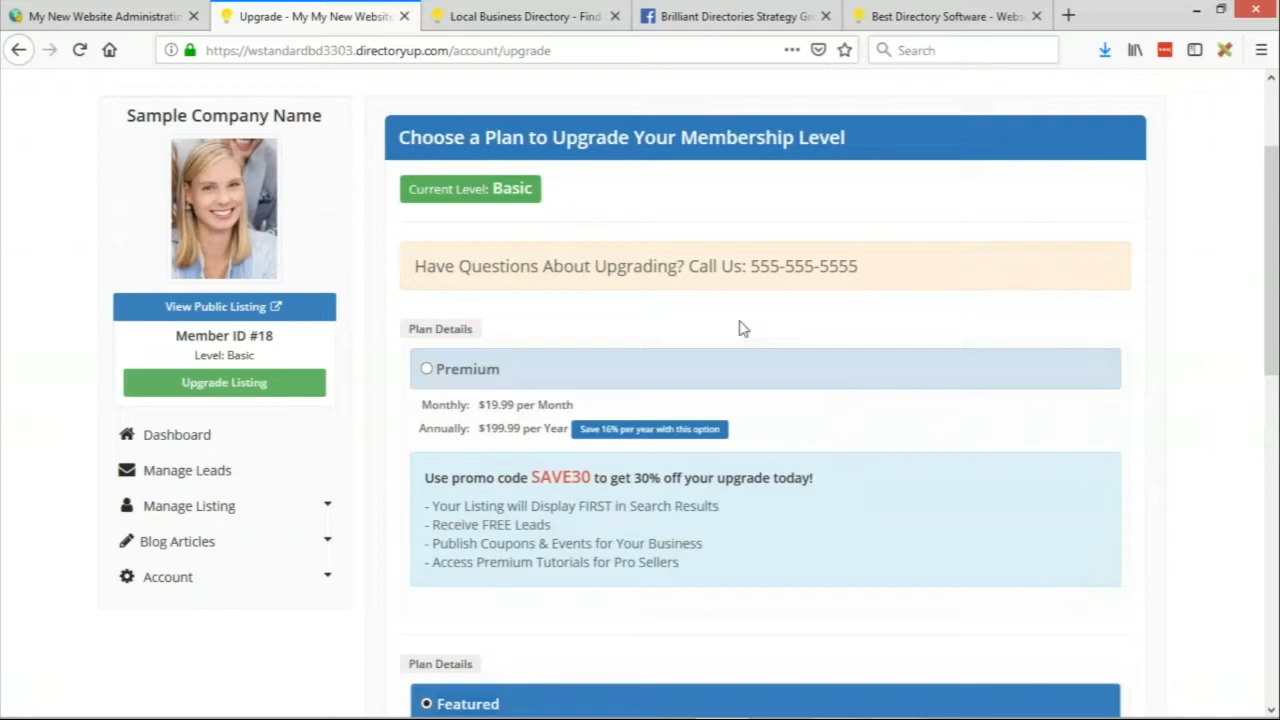 My New Website Administratio
Upgrade - My My New Website
Local Business Directory - Find
Brilliant Directories Strategy Gr
Best Directory Software - Webs
https://wstandardbd3303.directoryup.com/account/upgrade
Search
Sample Company Name
View Public Listing
Member ID #18
Level: Basic
Upgrade Listing
Dashboard
Manage Leads
Manage Listing
Blog Articles
Account
Choose a Plan to Upgrade Your Membership Level
Current Level: Basic
Have Questions About Upgrading? Call Us: 555-555-5555
Plan Details
Premium
Monthly: $19.99 per Month
Annually: $199.99 per Year Save 16% per year with this option
Use promo code SAVE30 to get 30% off your upgrade today!
- Your Listing will Display FIRST in Search Results
- Receive FREE Leads
- Publish Coupons & Events for Your Business
- Access Premium Tutorials for Pro Sellers
Plan Details
Featured